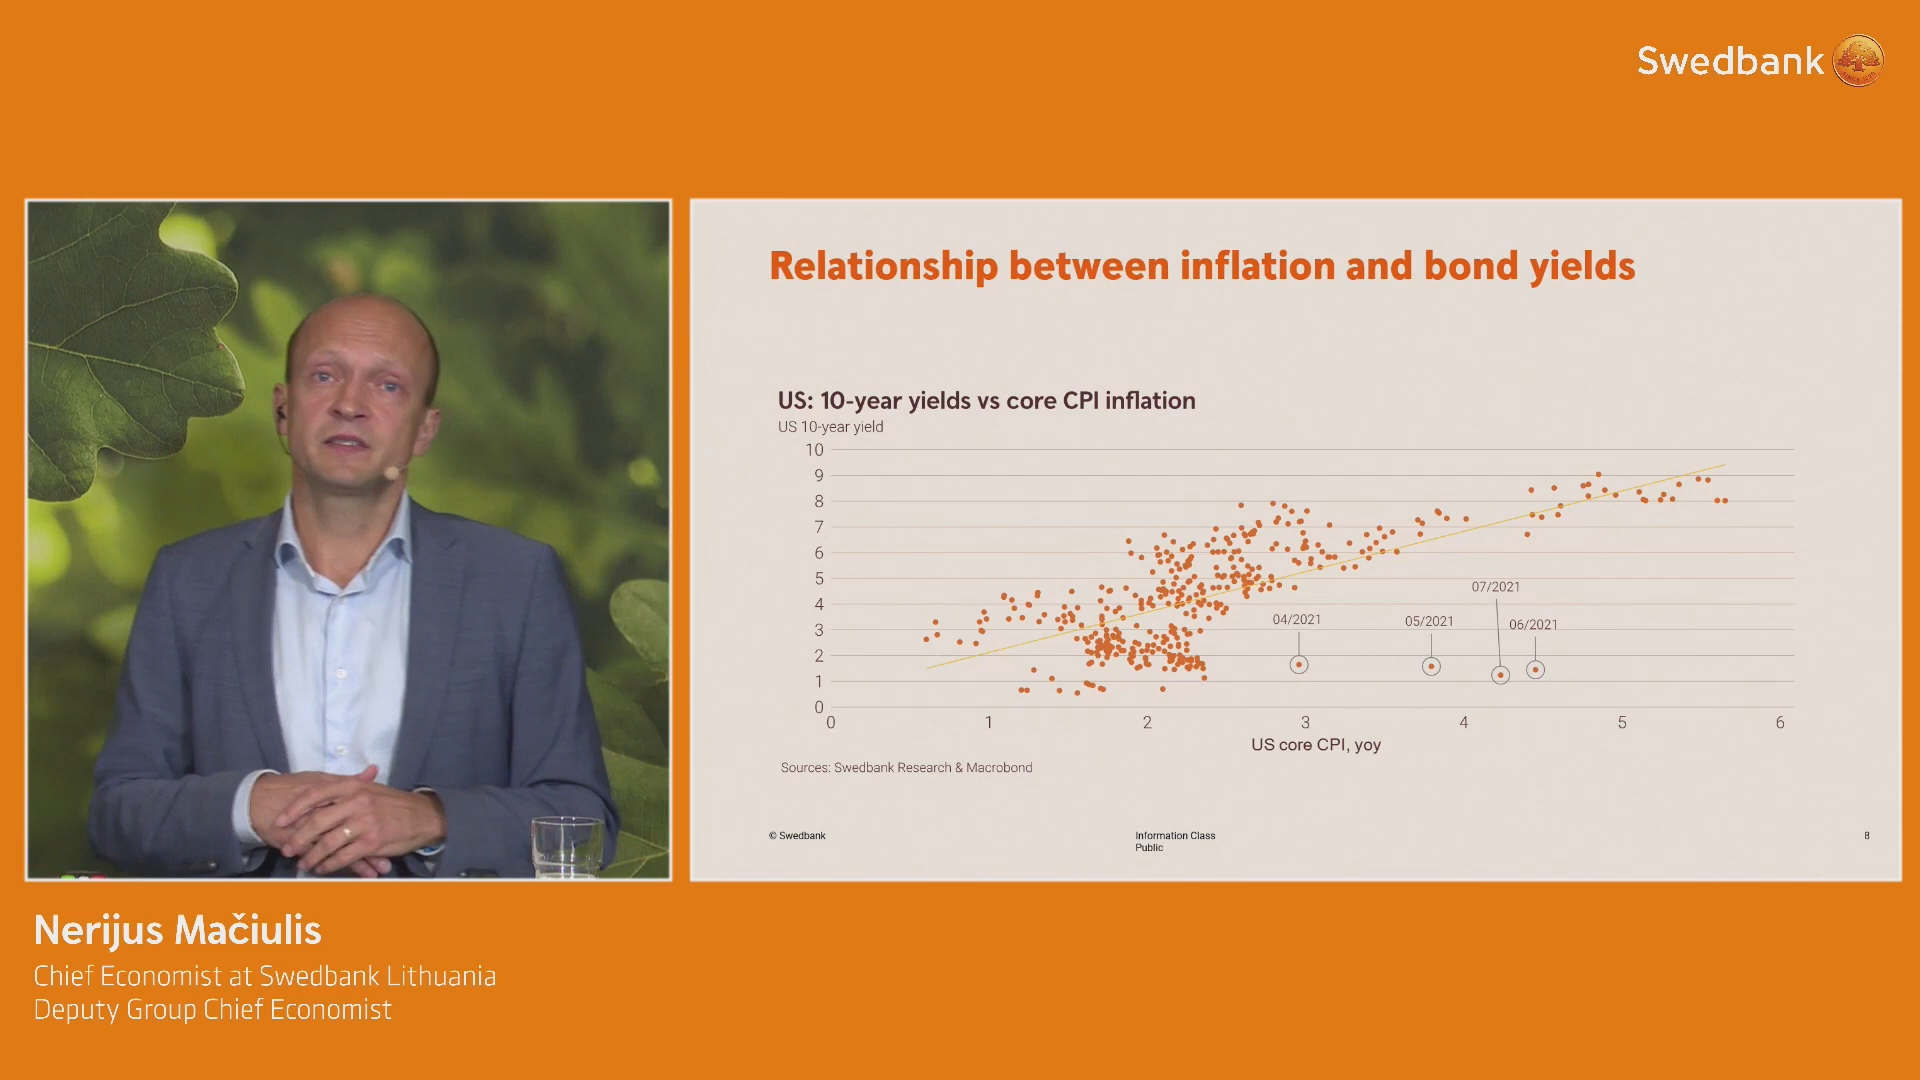 Swedbank
Relationship between inflation and bond yields
US: 10-year yields vs core CPI inflation
US 10-year yield
10
9
8
7
6
5
4
3
2
1
0
07/2021
04/2021
05/2021
06/2021
0 1 2 3 4 5 6
US core CPI, yoy
Sources: Swedbank Research & Macrobond
© Swedbank
Information Class
Public
8
Nerijus Mačiulis
Chief Economist at Swedbank Lithuania
Deputy Group Chief Economist